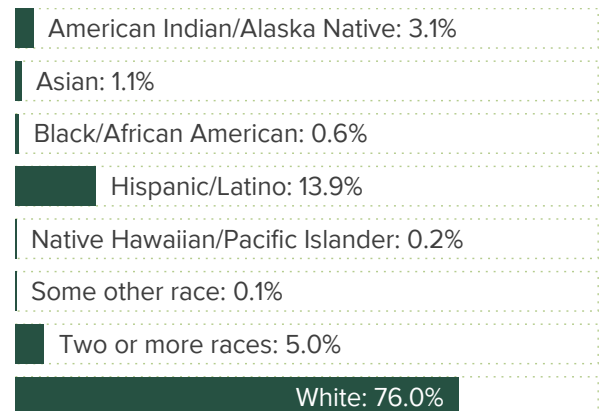 American Indian/Alaska Native: 3.1%
Asian: 1.1%
Black/African American: 0.6%
Hispanic/Latino: 13.9%
Native Hawaiian/Pacific Islander: 0.2%
Some other race: 0.1%
Two or more races: 5.0%
White: 76.0%